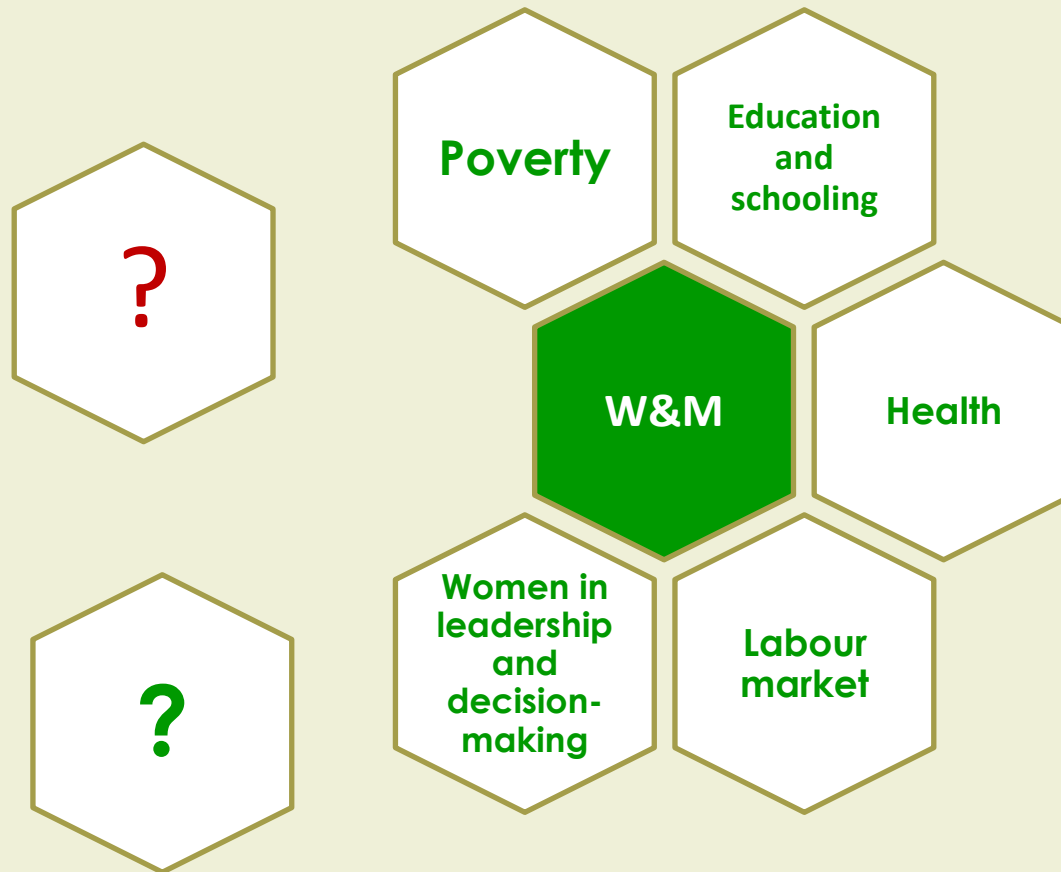 Poverty
Education
and
schooling
?
W&M
Health
Women in
leadership
and
decision-
making
Labour
market
?